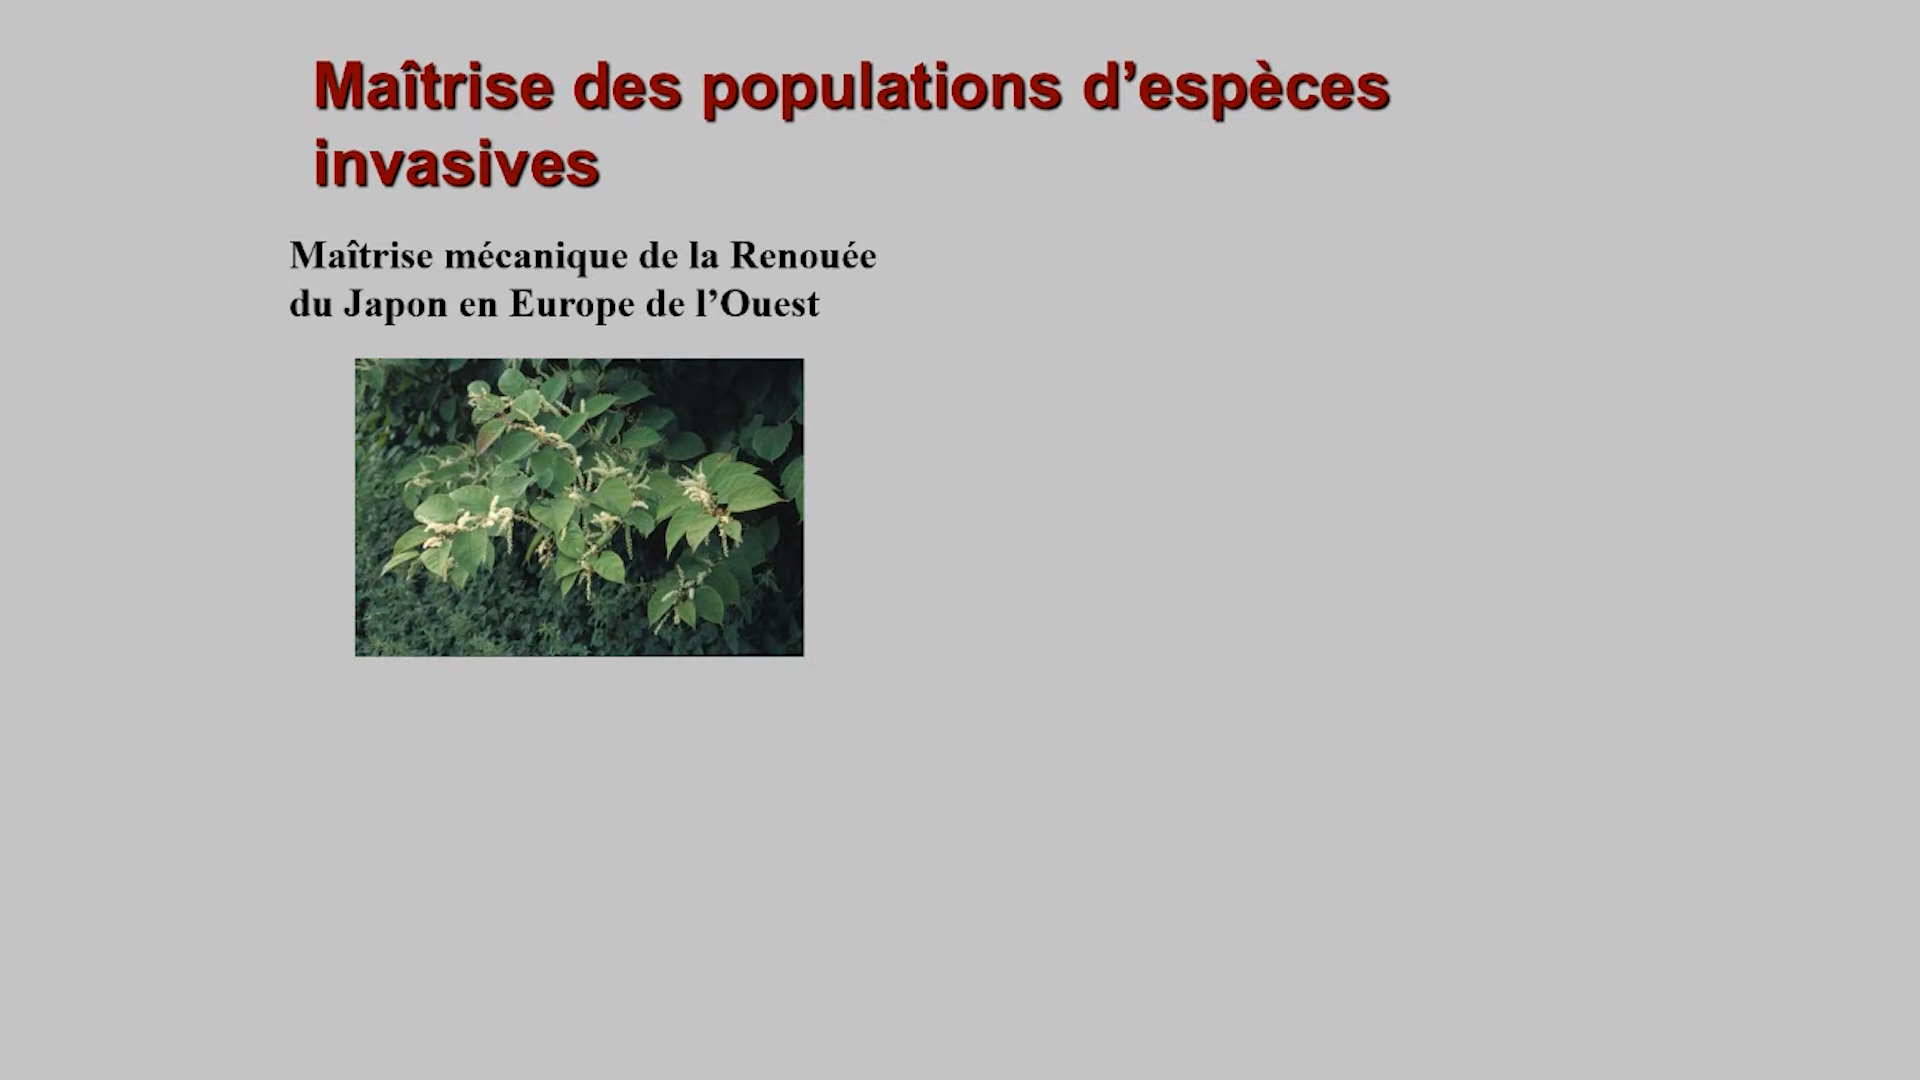 Maîtrise des populations d’espèces
invasives
Maîtrise mécanique de la Renouée
du Japon en Europe de l’Ouest